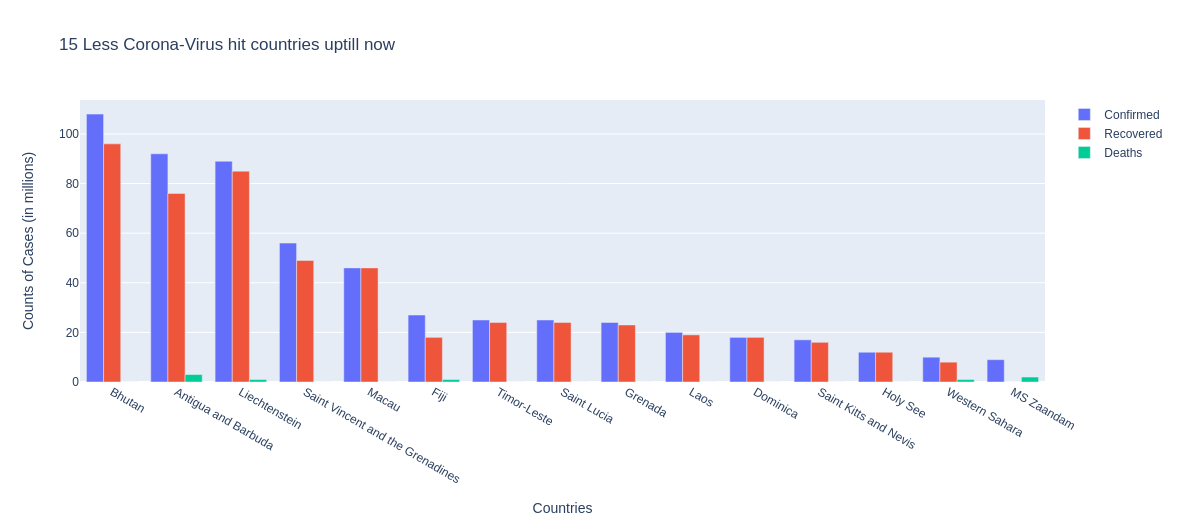 15 Less Corona-Virus hit countries uptill now
Confirmed
Recovered
Deaths
Counts of Cases (in millions)
100
80
60
40
20
0
Bhutan
Antigua and Barbuda
Liechtenstein
Saint Vincent and the Grenadines
Macau
Fiji
Timor-Leste
Saint Lucia
Grenada
Laos
Dominica
Saint Kitts and Nevis
Holy See
Western Sahara
MS Zaandam
Countries